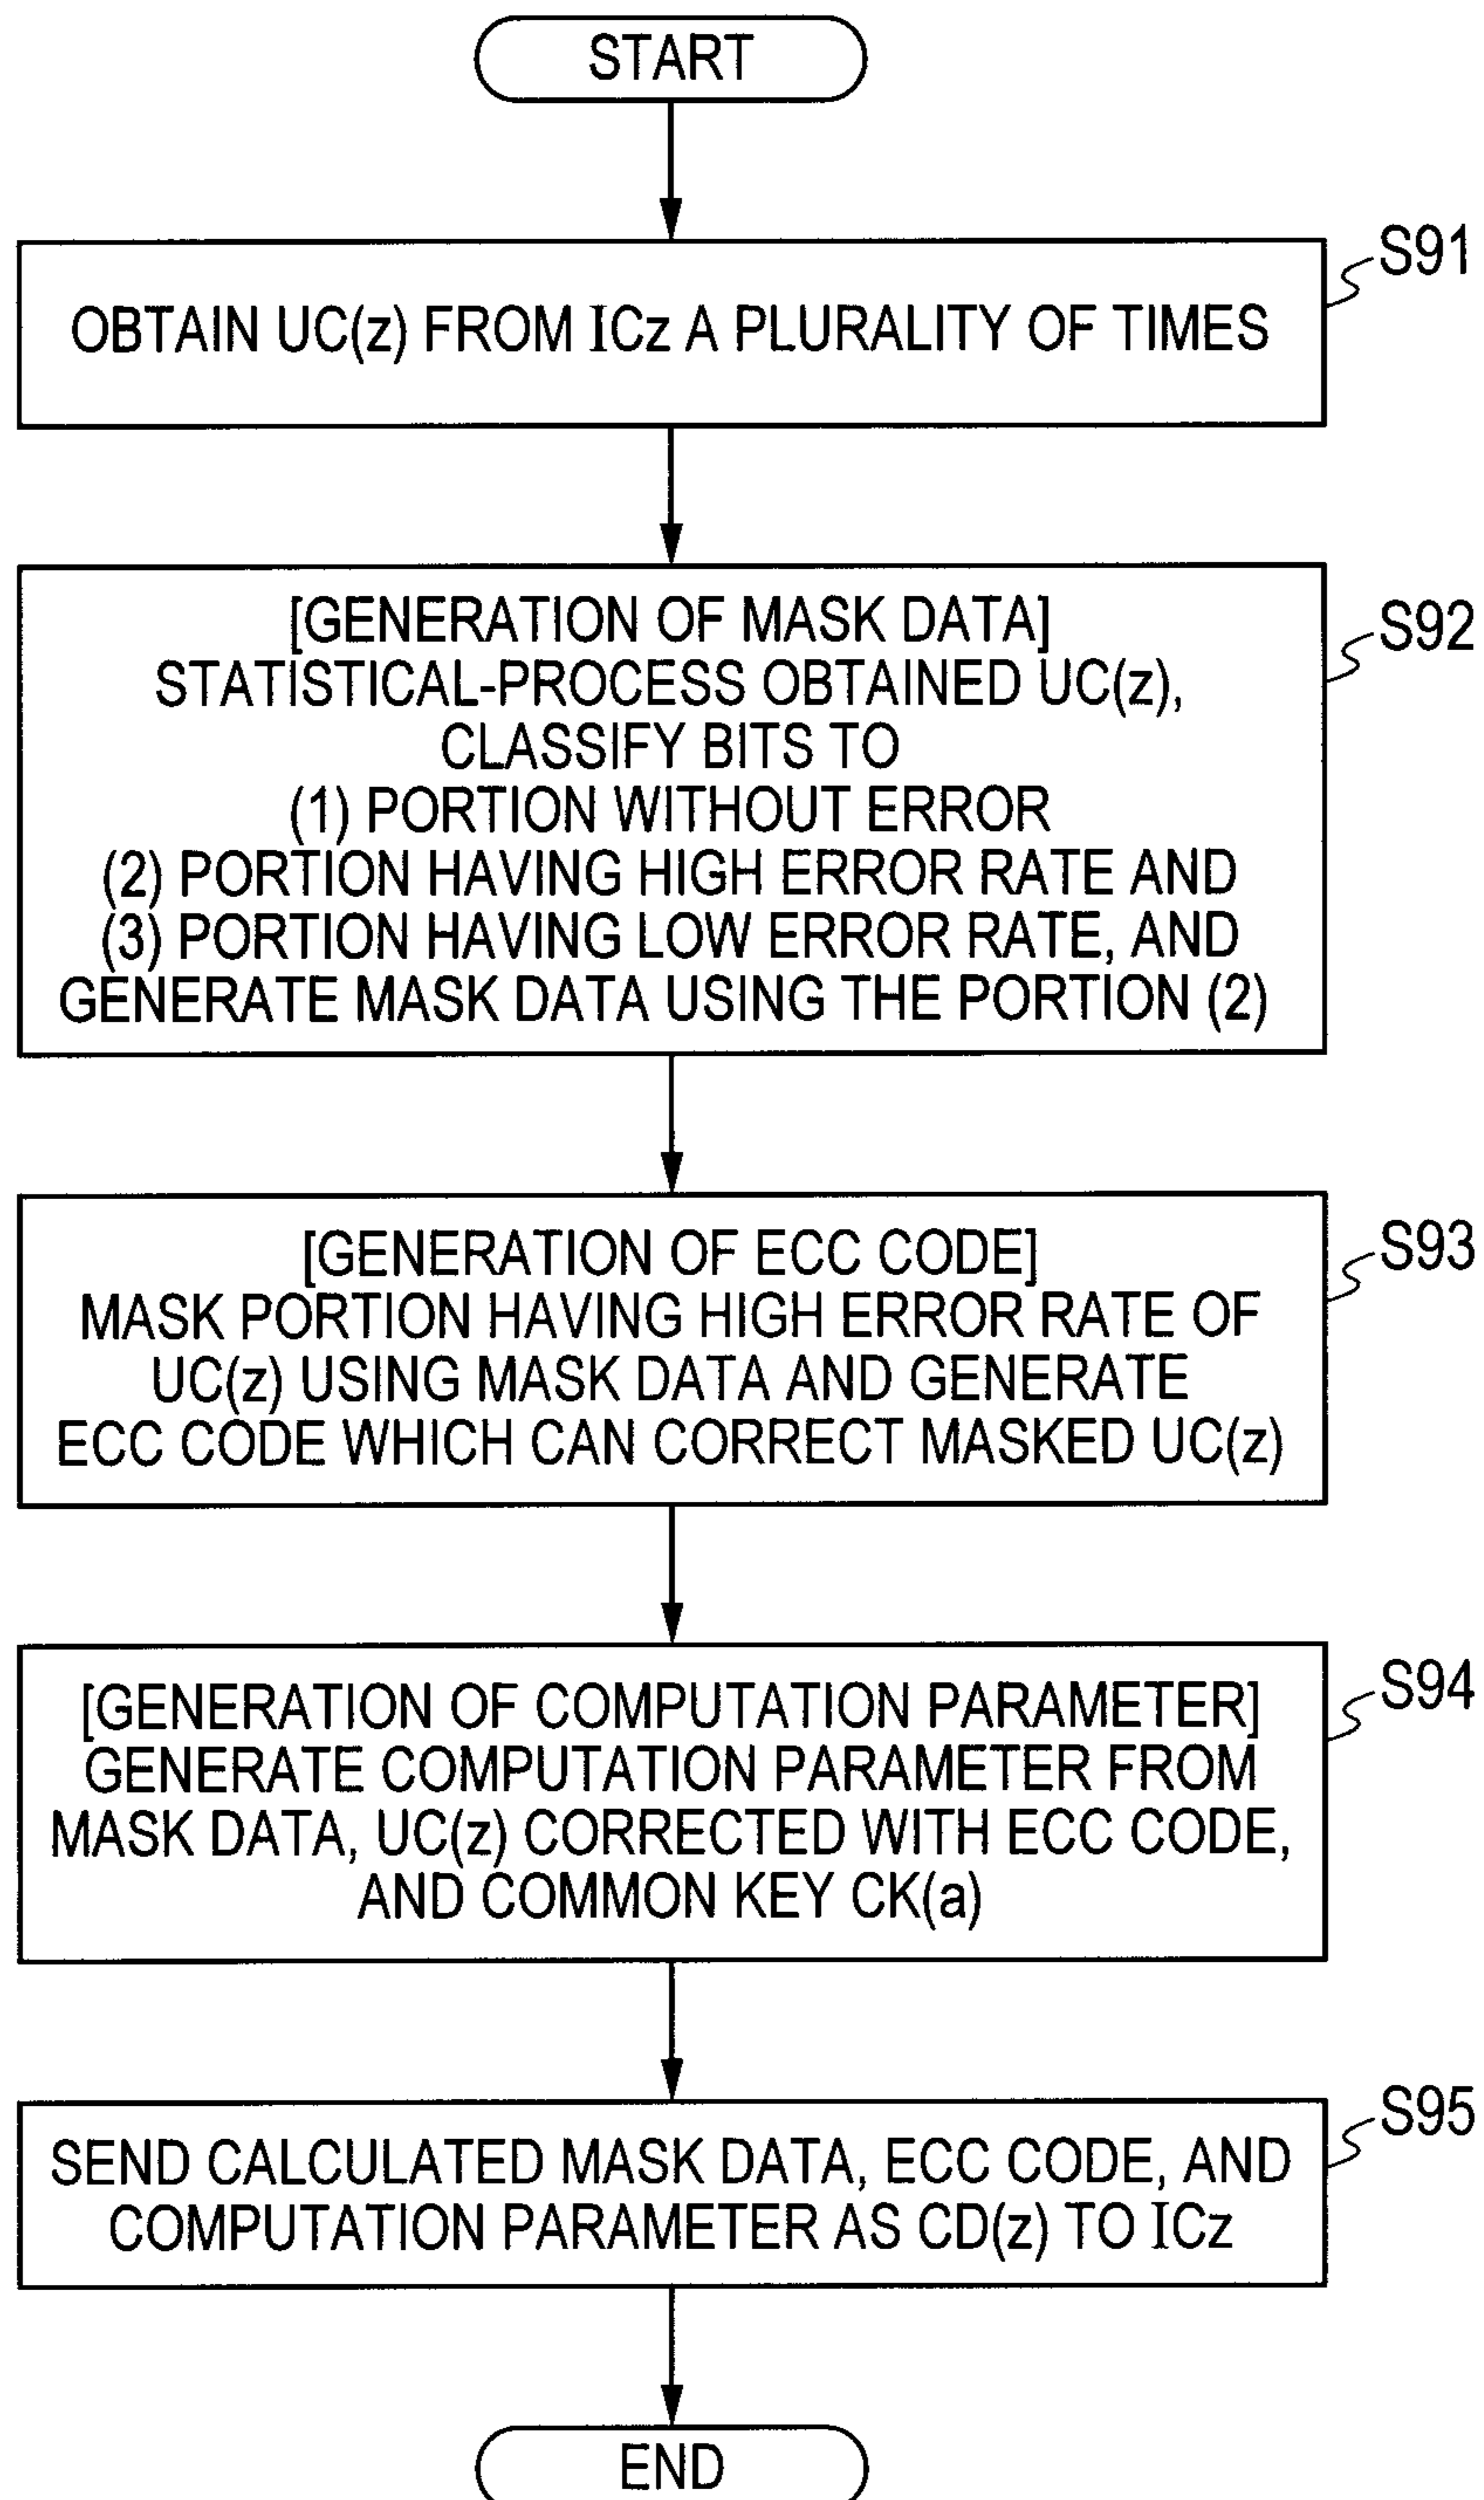 START
S91
OBTAIN UC(z) FROM ICz A PLURALITY OF TIMES
S92
[GENERATION OF MASK DATA]
STATISTICAL-PROCESS OBTAINED UC(z),
CLASSIFY BITS TO
(1) PORTION WITHOUT ERROR
(2) PORTION HAVING HIGH ERROR RATE AND
(3) PORTION HAVING LOW ERROR RATE, AND
GENERATE MASK DATA USING THE PORTION (2)
S93
[GENERATION OF ECC CODE]
MASK PORTION HAVING HIGH ERROR RATE OF
UC(z) USING MASK DATA AND GENERATE
ECC CODE WHICH CAN CORRECT MASKED UC(z)
S94
[GENERATION OF COMPUTATION PARAMETER]
GENERATE COMPUTATION PARAMETER FROM
MASK DATA, UC(z) CORRECTED WITH ECC CODE,
AND COMMON KEY CK(a)
S95
SEND CALCULATED MASK DATA, ECC CODE, AND
COMPUTATION PARAMETER AS CD(z) TO ICz
END